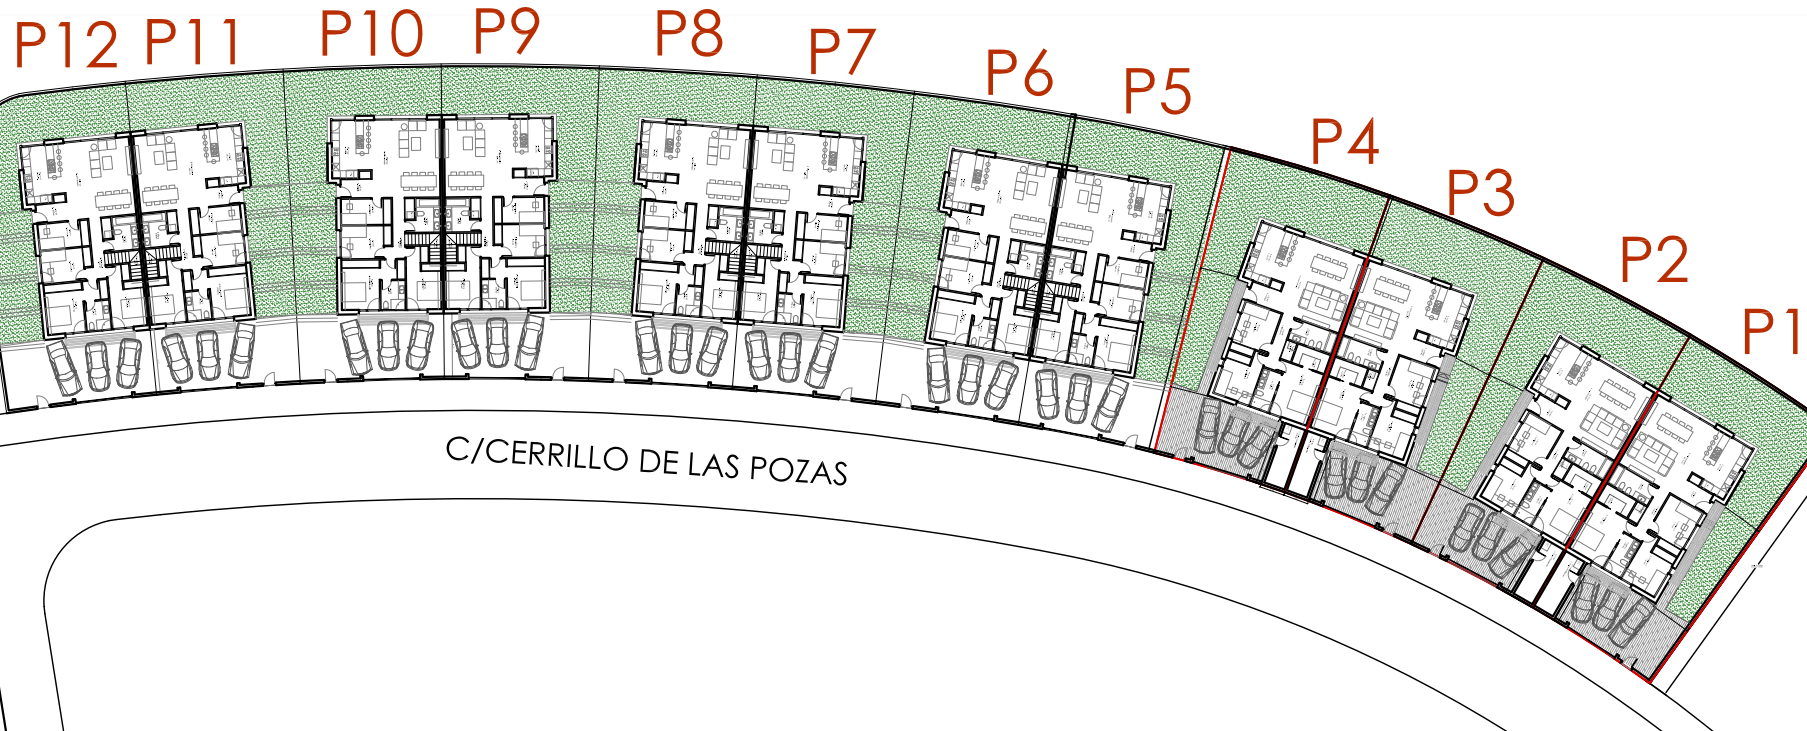 P12 P11 P10 P9 P8 P7 P6 P5 P4 P3 P2 P1
C/CERRILLO DE LAS POZAS